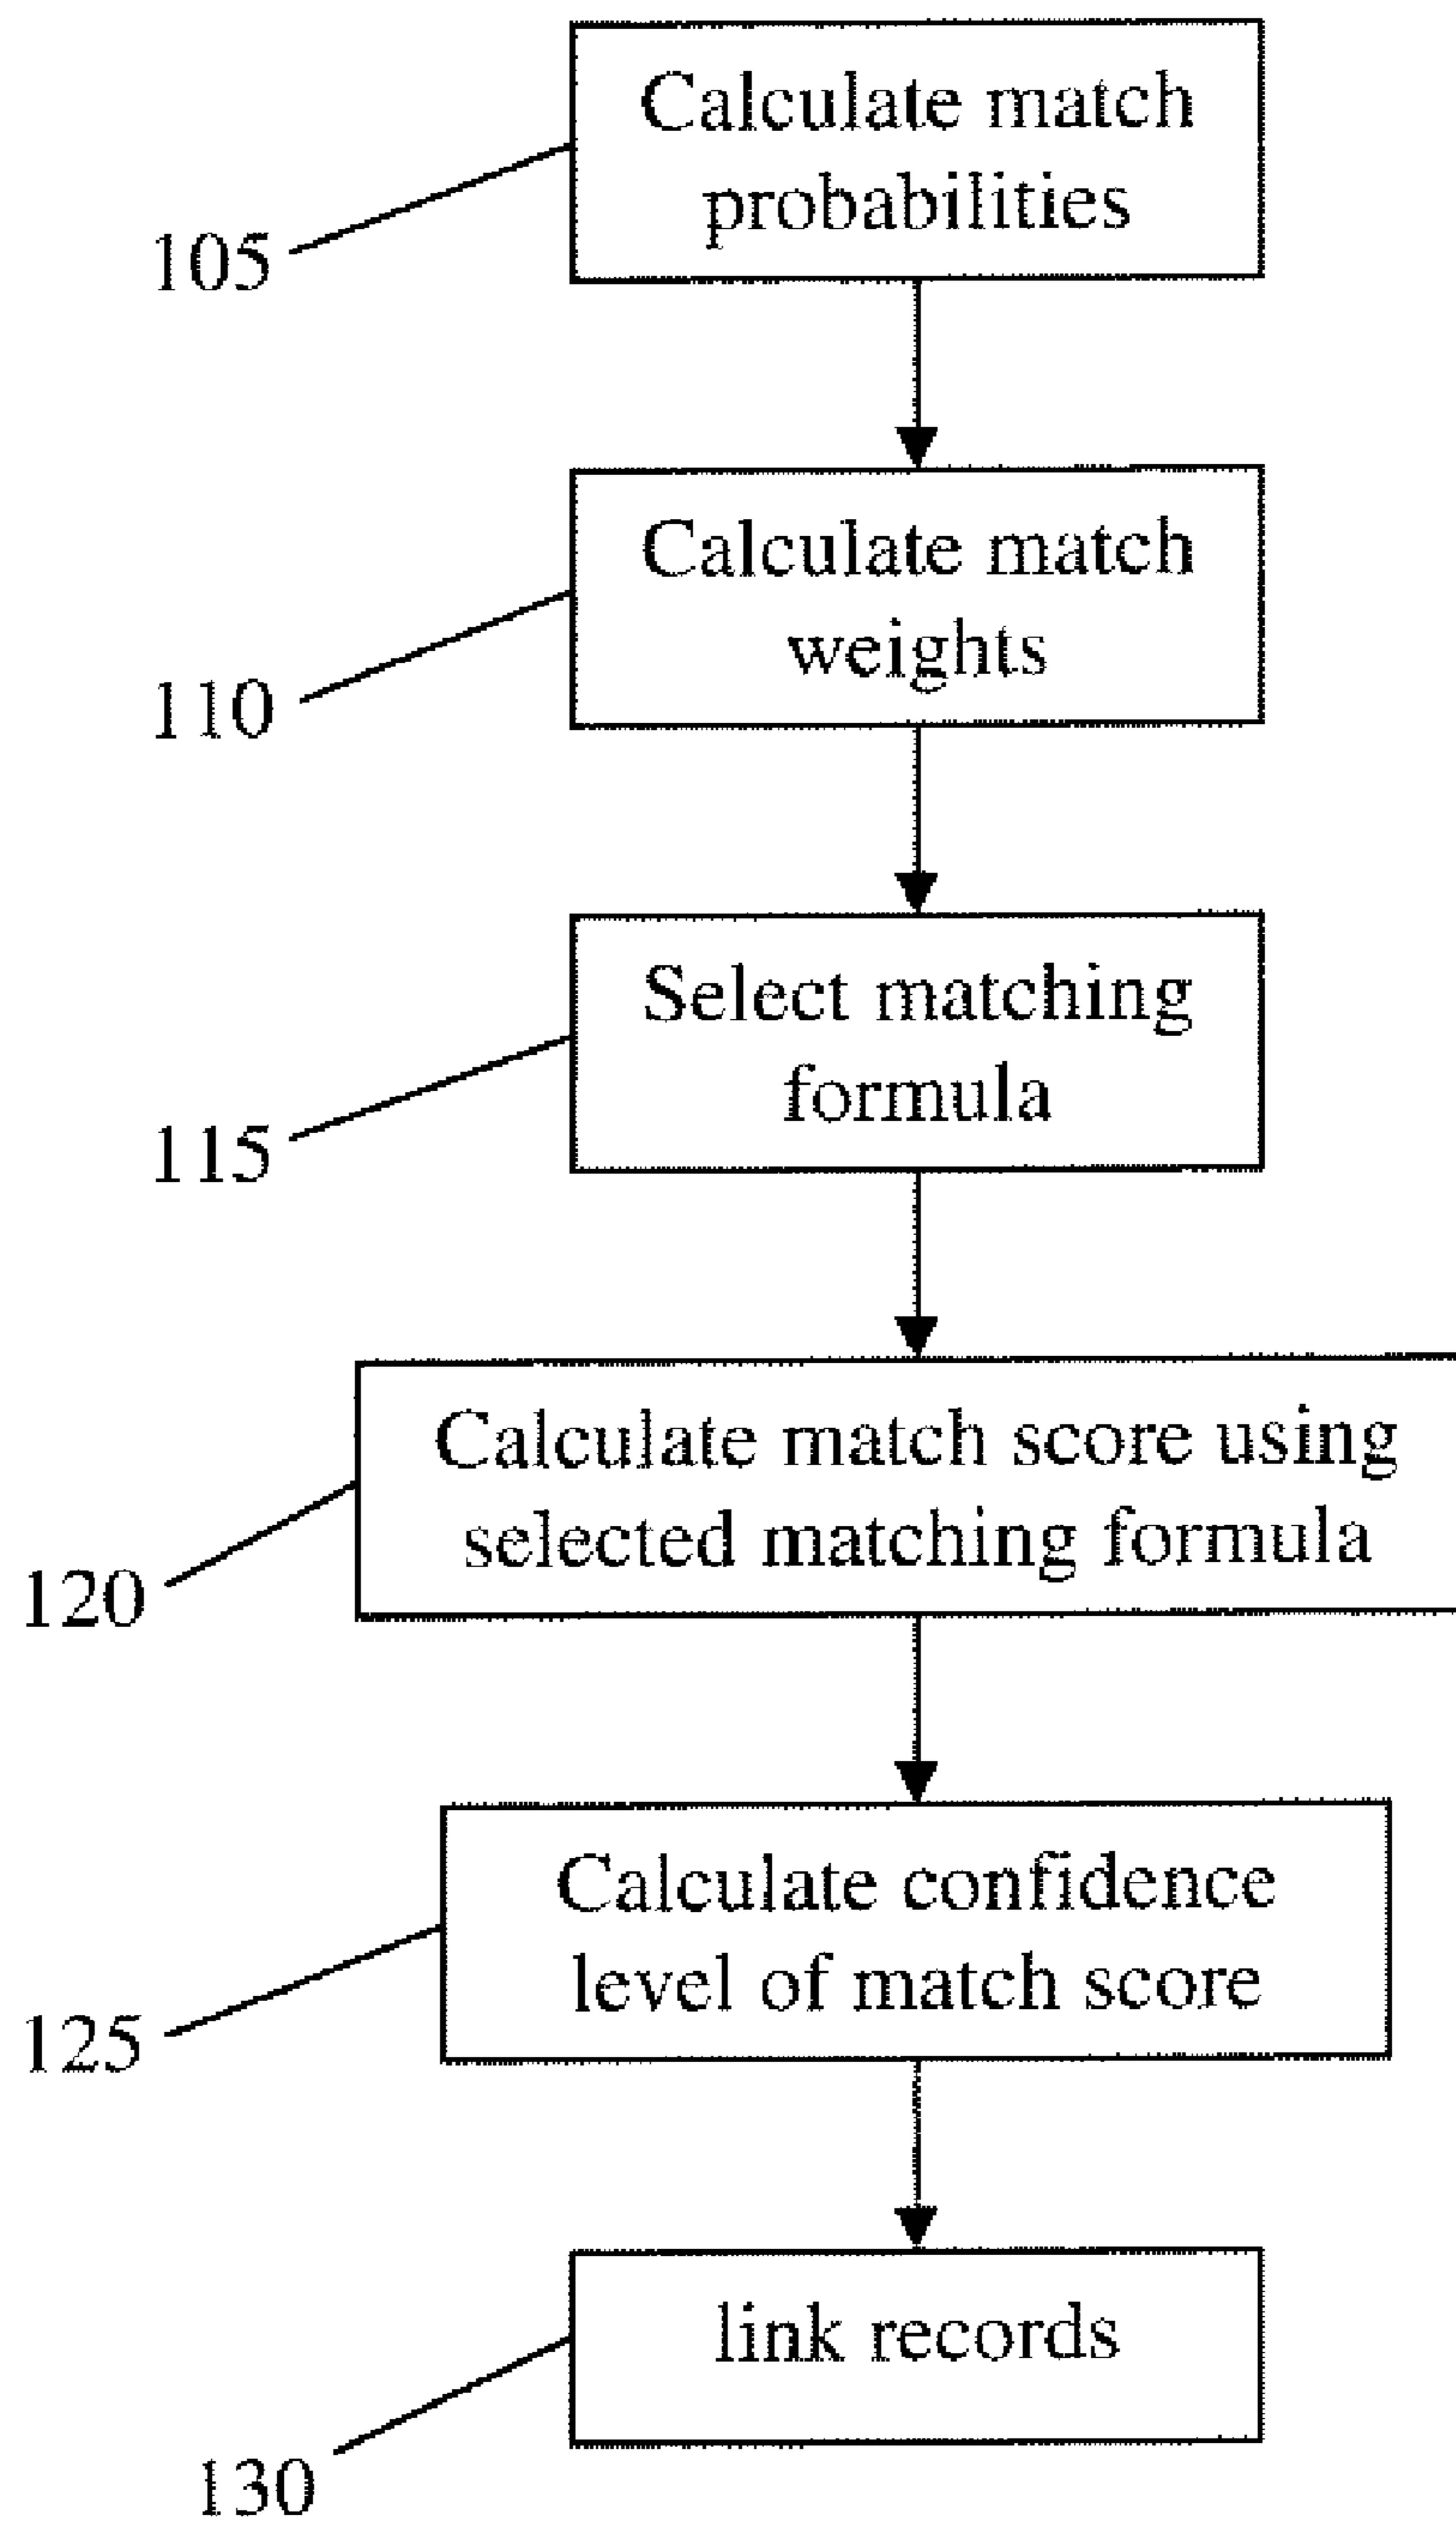 Calculate match
probabilities
105
Calculate match
weights
110
Select matching
formula
115
Calculate match score using
selected matching formula
120
Calculate confidence
level of match score
125
link records
130